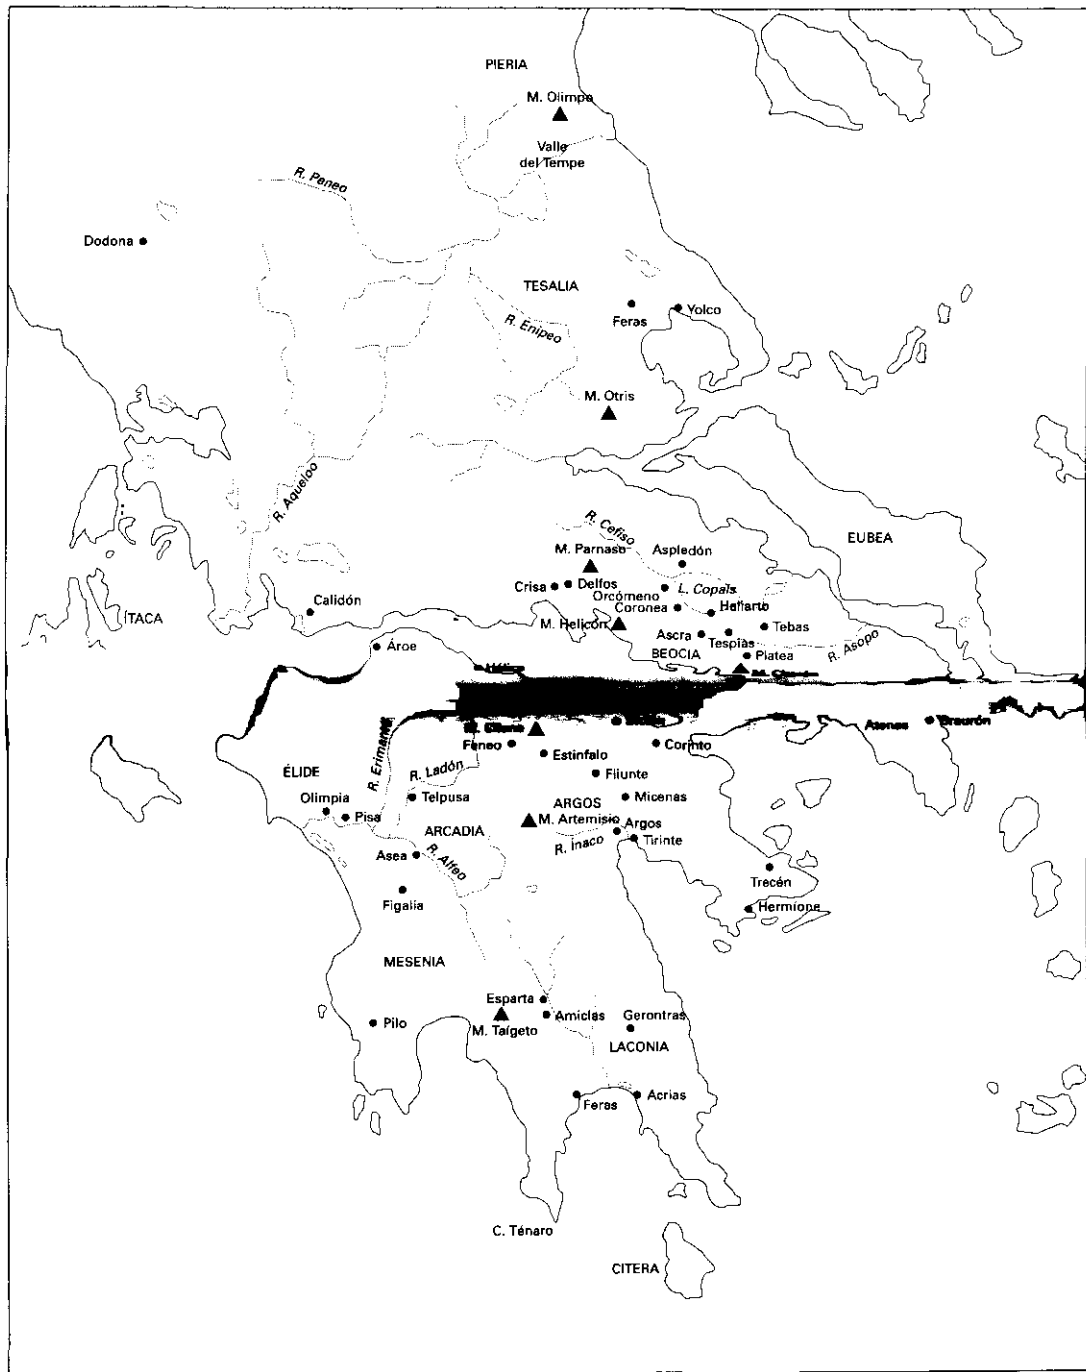 PIERIA
M. Olimpo
Valle
del Tempe
R. Peneo
Dodona
TESALIA
Feras
Yolco
R. Enipeo
M. Otris
R. Aqueloo
R. Cefiso
EUBEA
M. Parnaso
Aspledón
Crisa
Delfos
Orcómeno
L. Copais
Calidón
Coronea
Haliarto
ÍTACA
M. Helicón
Ascra
Tespias
Tebas
Ároe
BEOCIA
Platea
R. Asopo
Atenas
Braurón
R. Erimanto
Feneo
Estinfalo
Corinto
ÉLIDE
R. Ladón
Fliunte
Olimpia
Telpusa
ARGOS
Micenas
Pisa
M. Artemisio
ARCADIA
Argos
R. Ínaco
Tirinte
Asea
R. Alfeo
Trecén
Figalia
Hermíone
MESENIA
Esparta
Pilo
M. Taígeto
Amiclas
Gerontras
LACONIA
Feras
Acrias
C. Ténaro
CITERA